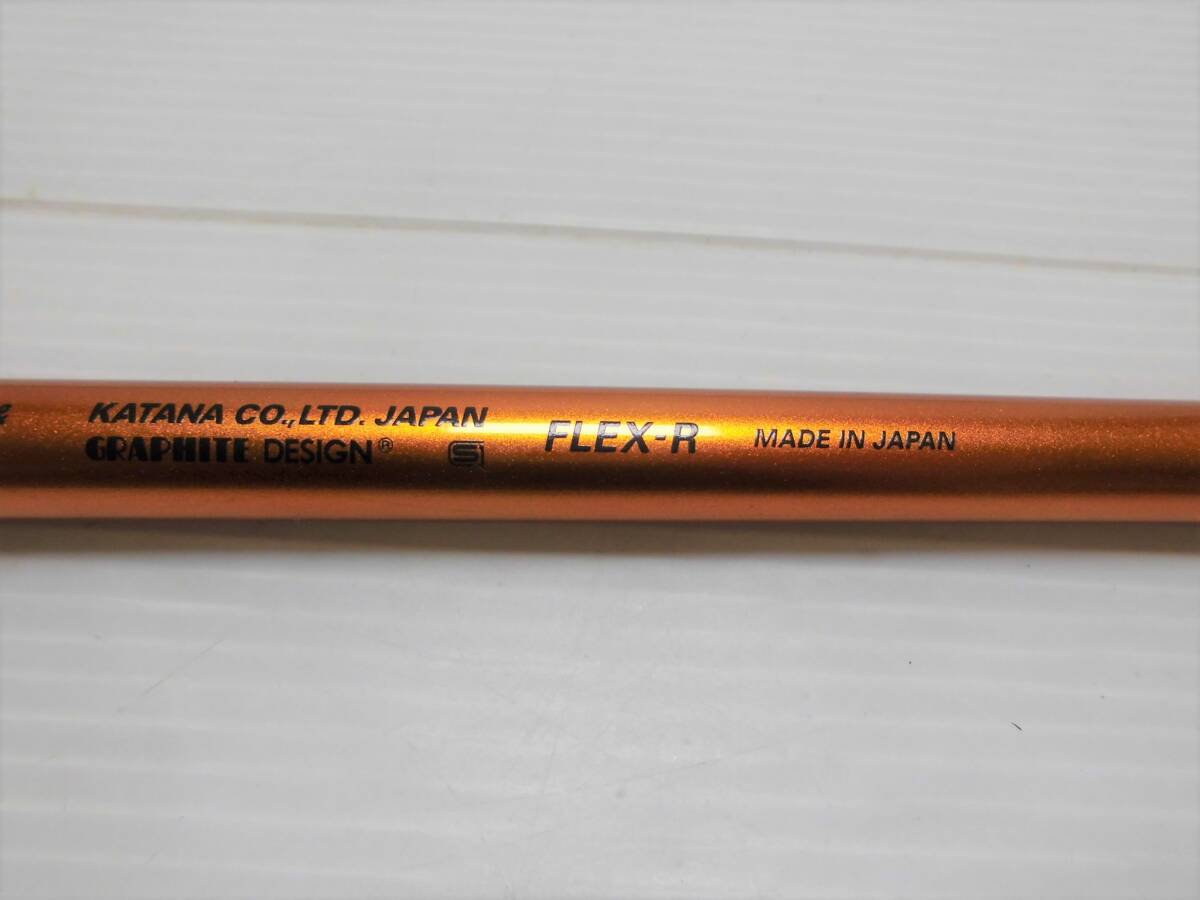 KATANA CO.,LTD. JAPAN
GRAPHITE DESIGN®
FLEX-R
MADE IN JAPAN